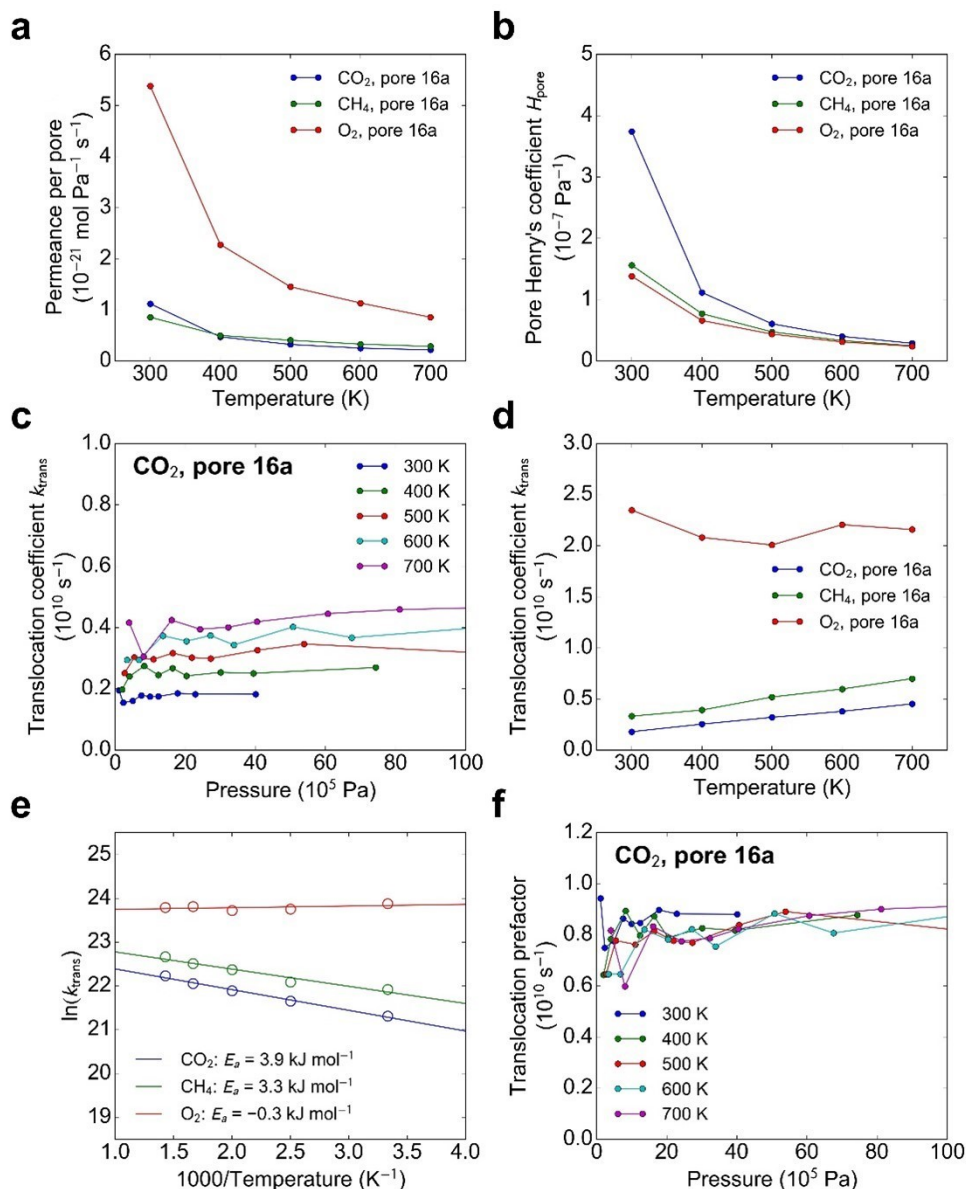 a
Permeance per pore
(10⁻²¹ mol Pa⁻¹ s⁻¹)
6
5
4
3
2
1
0
CO₂, pore 16a
CH₄, pore 16a
O₂, pore 16a
300 400 500 600 700
Temperature (K)
b
Pore Henry's coefficient H_pore
(10⁻⁷ Pa⁻¹)
5
4
3
2
1
0
CO₂, pore 16a
CH₄, pore 16a
O₂, pore 16a
300 400 500 600 700
Temperature (K)
c
Translocation coefficient k_trans
(10¹⁰ s⁻¹)
1.0
0.8
0.6
0.4
0.2
0.0
CO₂, pore 16a
300 K
400 K
500 K
600 K
700 K
0 20 40 60 80 100
Pressure (10⁵ Pa)
d
Translocation coefficient k_trans
(10¹⁰ s⁻¹)
3.0
2.5
2.0
1.5
1.0
0.5
0.0
CO₂, pore 16a
CH₄, pore 16a
O₂, pore 16a
300 400 500 600 700
Temperature (K)
e
ln(k_trans)
25
24
23
22
21
20
19
CO₂: Eₐ = 3.9 kJ mol⁻¹
CH₄: Eₐ = 3.3 kJ mol⁻¹
O₂: Eₐ = −0.3 kJ mol⁻¹
1.0 1.5 2.0 2.5 3.0 3.5 4.0
1000/Temperature (K⁻¹)
f
Translocation prefactor
(10¹⁰ s⁻¹)
1.2
1.0
0.8
0.6
0.4
0.2
0.0
CO₂, pore 16a
300 K
400 K
500 K
600 K
700 K
0 20 40 60 80 100
Pressure (10⁵ Pa)